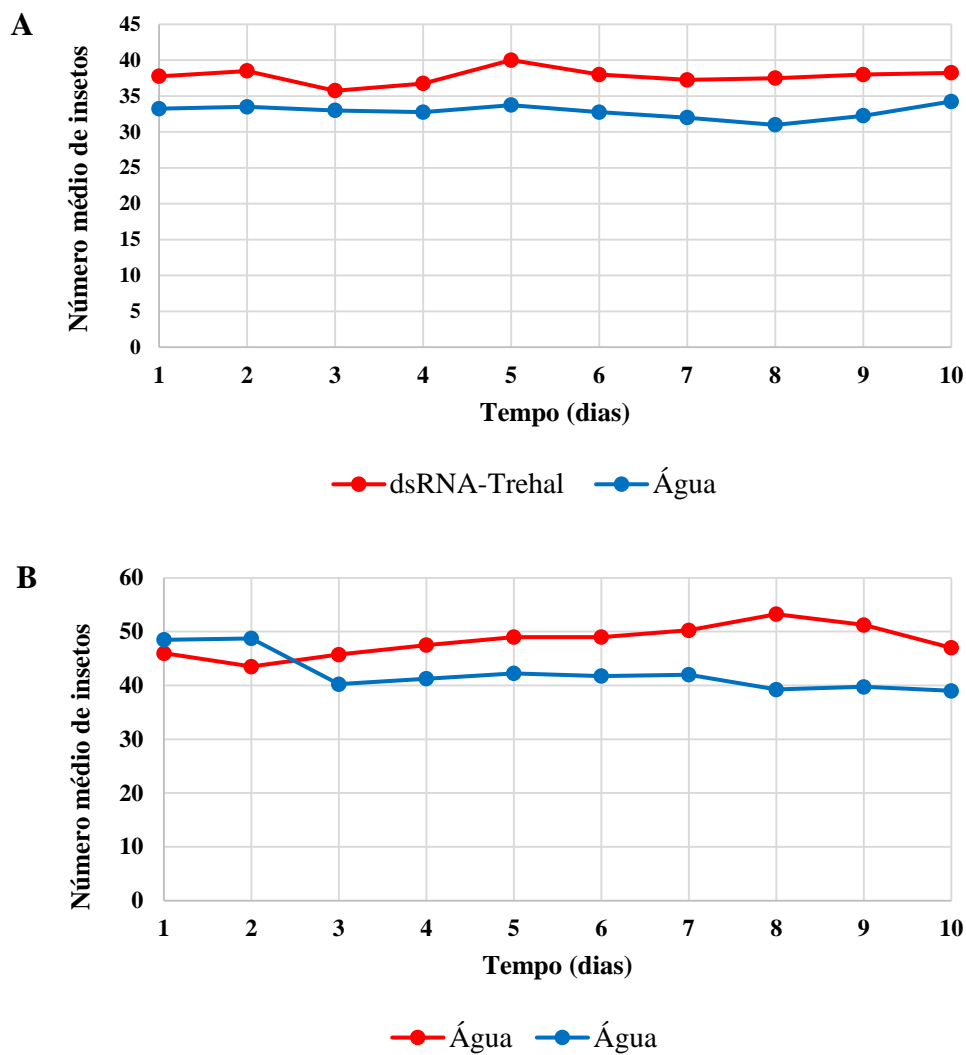 A
Número médio de insetos
45
40
35
30
25
20
15
10
5
0
1 2 3 4 5 6 7 8 9 10
Tempo (dias)
dsRNA-Trehal Água
B
Número médio de insetos
60
50
40
30
20
10
0
1 2 3 4 5 6 7 8 9 10
Tempo (dias)
Água Água